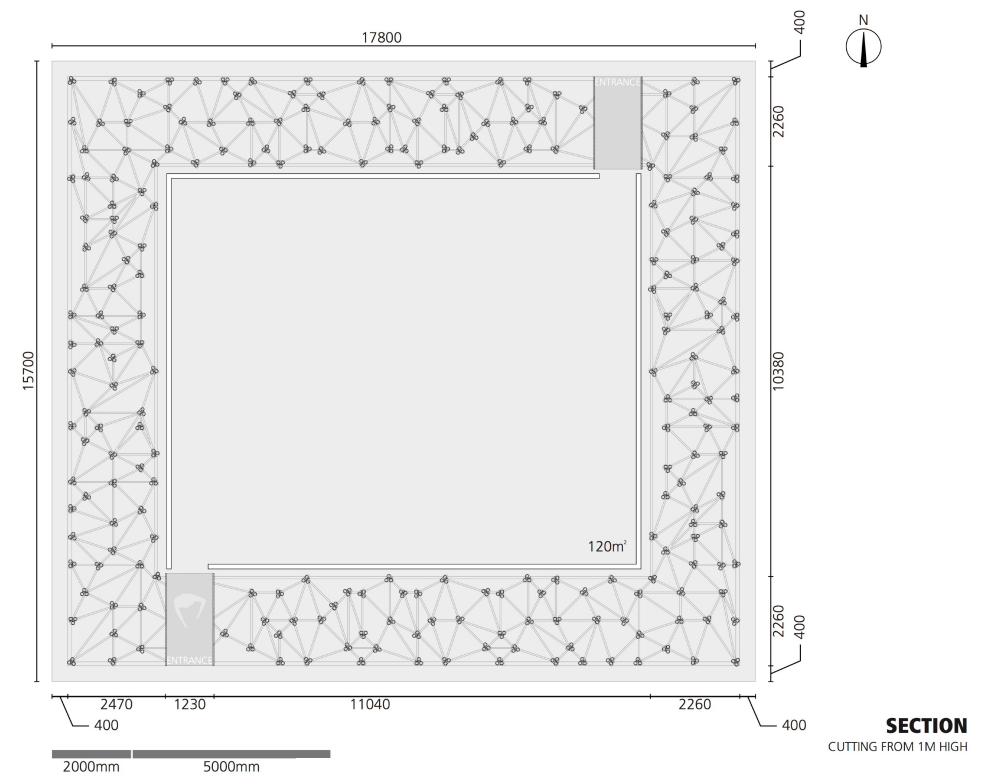 17800
400
N
ENTRANCE
2260
15700
10380
120m²
2260
400
ENTRANCE
2470
1230
11040
2260
400
400
SECTION
CUTTING FROM 1M HIGH
2000mm
5000mm